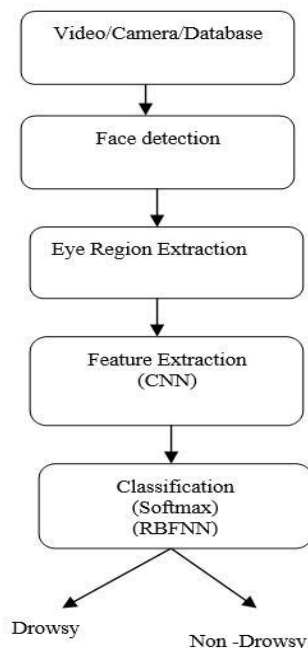 Video/Camera/Database
Face detection
Eye Region Extraction
Feature Extraction
(CNN)
Classification
(Softmax)
(RBFNN)
Drowsy
Non -Drowsy